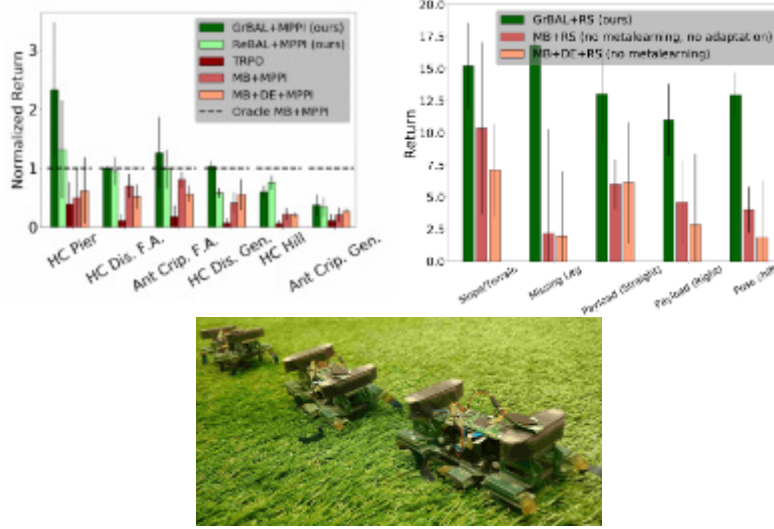 GrBAL+MPPI (ours)
ReBAL+MPPI (ours)
TRPO
MB+MPPI
MB+DE+MPPI
Oracle MB+MPPI
Normalized Return
3
2
1
0
HC Pier
HC Dis. F.A.
Ant Crip. F.A.
HC Dis. Gen.
HC Hill
Ant Crip. Gen.
GrBAL+RS (ours)
MB+RS (no metalearning, no adaptation)
MB+DE+RS (no metalearning)
Return
20.0
17.5
15.0
12.5
10.0
7.5
5.0
2.5
0.0
Slope/Terrain
Missing Leg
Payload (Straight)
Payload (Right)
Pose